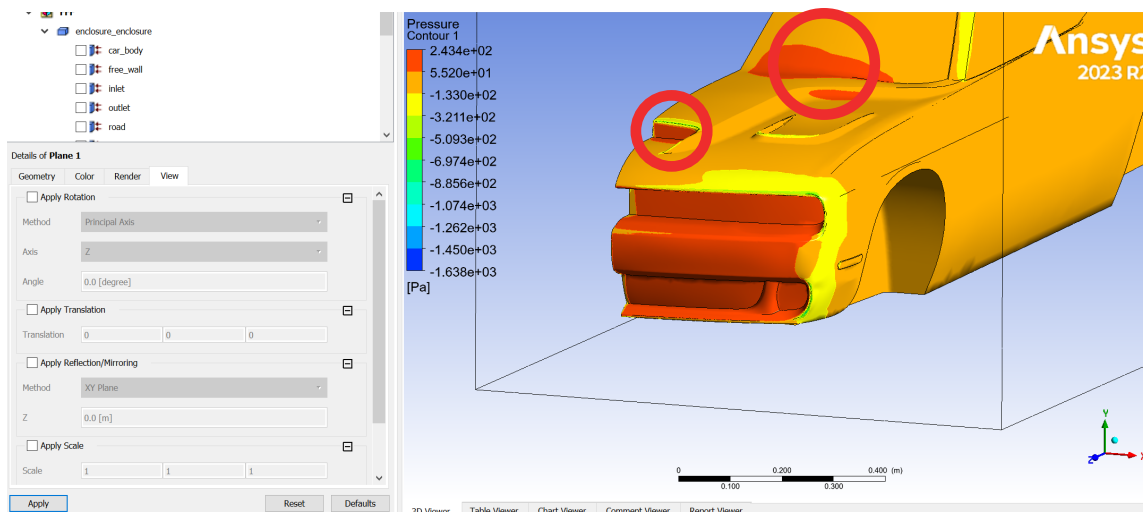 enclosure_enclosure
car_body
free_wall
inlet
outlet
road
Details of Plane 1
Geometry
Color
Render
View
Apply Rotation
Method
Principal Axis
Axis
Z
Angle
0.0 [degree]
Apply Translation
Translation
0
0
0
Apply Reflection/Mirroring
Method
XY Plane
Z
0.0 [m]
Apply Scale
Scale
1
1
1
Apply
Reset
Defaults
Pressure
Contour 1
2.434e+02
5.520e+01
-1.330e+02
-3.211e+02
-5.093e+02
-6.974e+02
-8.856e+02
-1.074e+03
-1.262e+03
-1.450e+03
-1.638e+03
[Pa]
Ansys
2023 R
Y
X
Z
0
0.200
0.400 (m)
0.100
0.300
3D Viewer
Table Viewer
Chart Viewer
Comment Viewer
Report Viewer